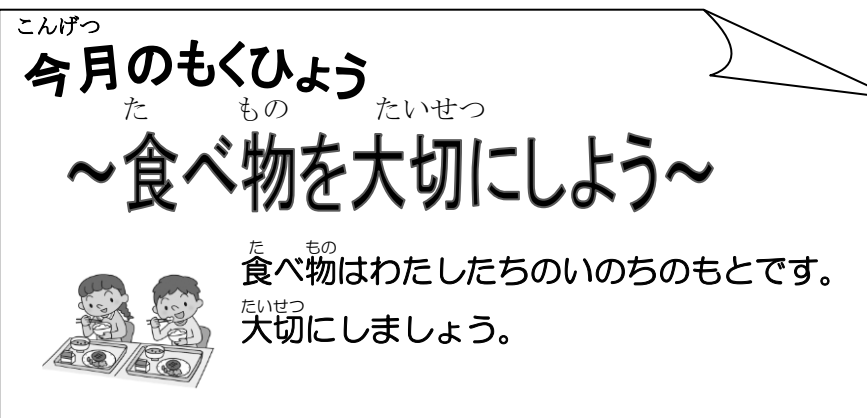 こんげつ
今月のもくひょう
た もの たいせつ
～食べ物を大切にしよう～
た もの
食べ物はわたしたちのいのちのもとです。
たいせつ
大切にしましょう。